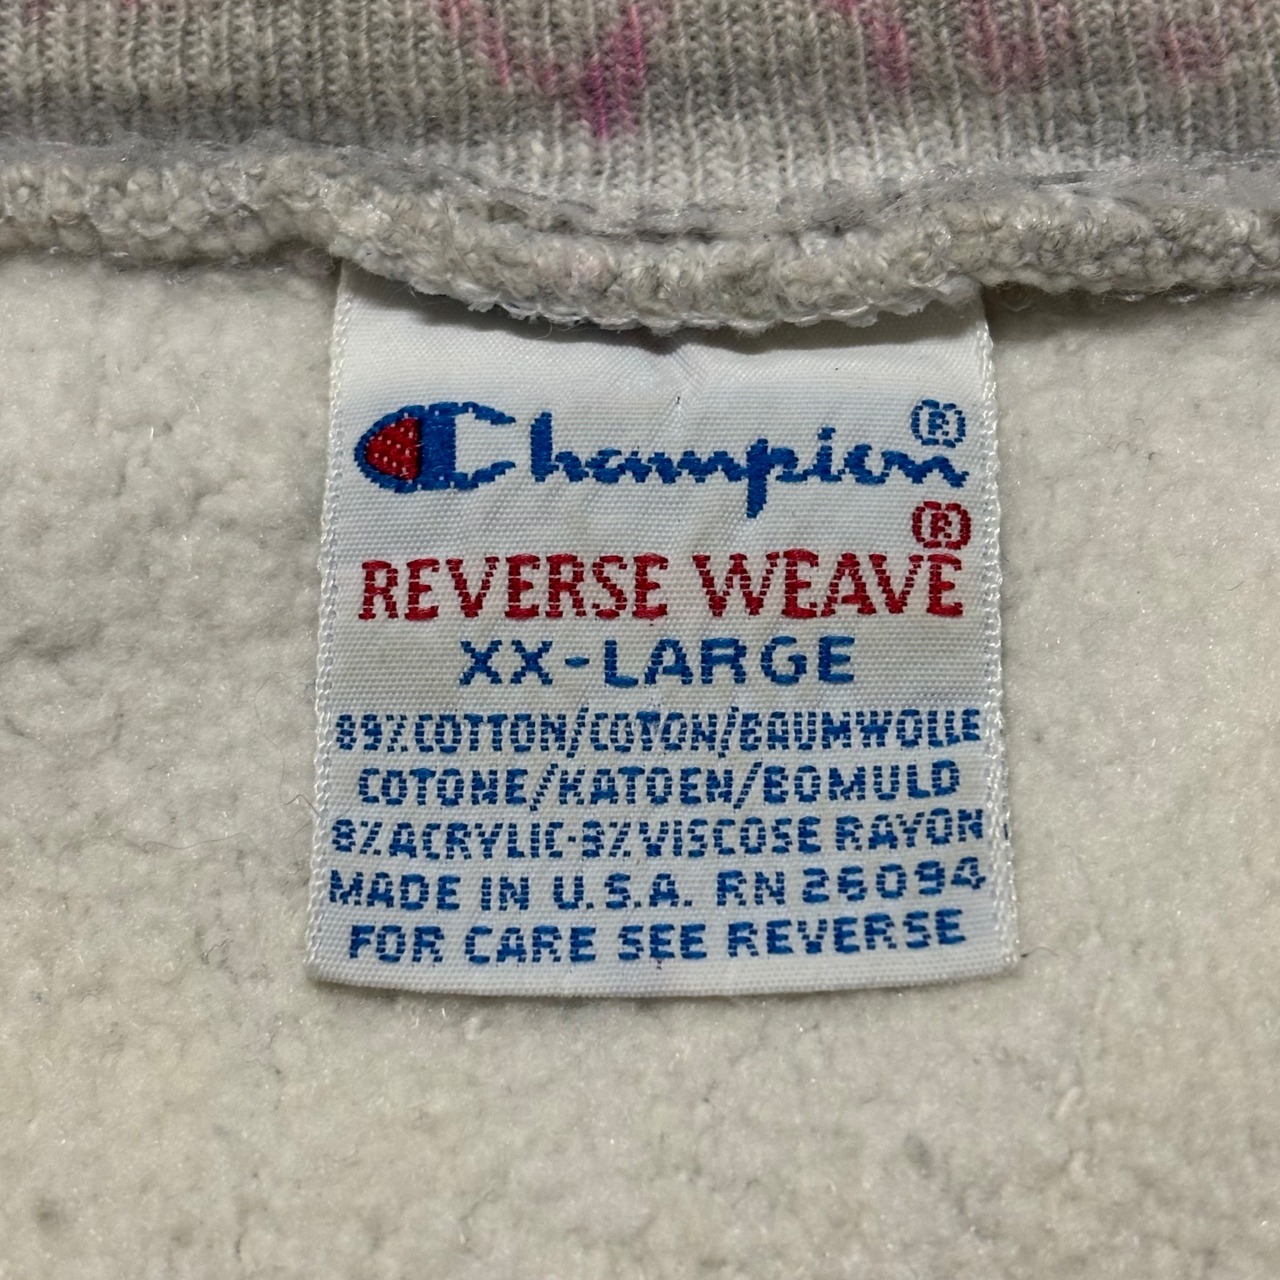 Champion®
®
REVERSE WEAVE
XX-LARGE
89% COTTON/COTON/BAUMWOLLE
COTONE/KATOEN/BOMULD
8% ACRYLIC-3% VISCOSE RAYON
MADE IN U.S.A. RN 26094
FOR CARE SEE REVERSE